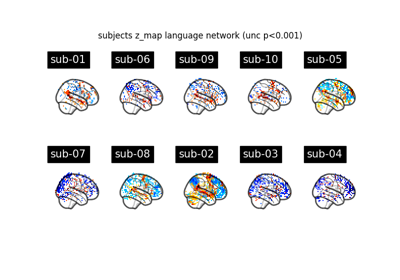 subjects z_map language network (unc p<0.001)
sub-01 sub-06 sub-09 sub-10 sub-05
sub-07 sub-08 sub-02 sub-03 sub-04